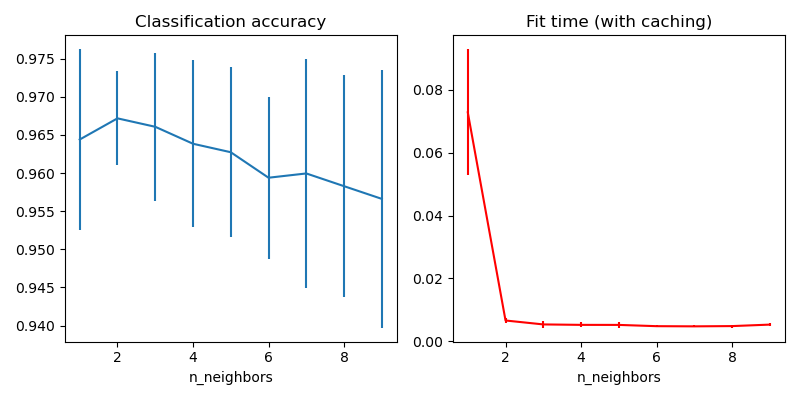 Classification accuracy
0.975
0.970
0.965
0.960
0.955
0.950
0.945
0.940
2 4 6 8
n_neighbors
Fit time (with caching)
0.08
0.06
0.04
0.02
0.00
2 4 6 8
n_neighbors